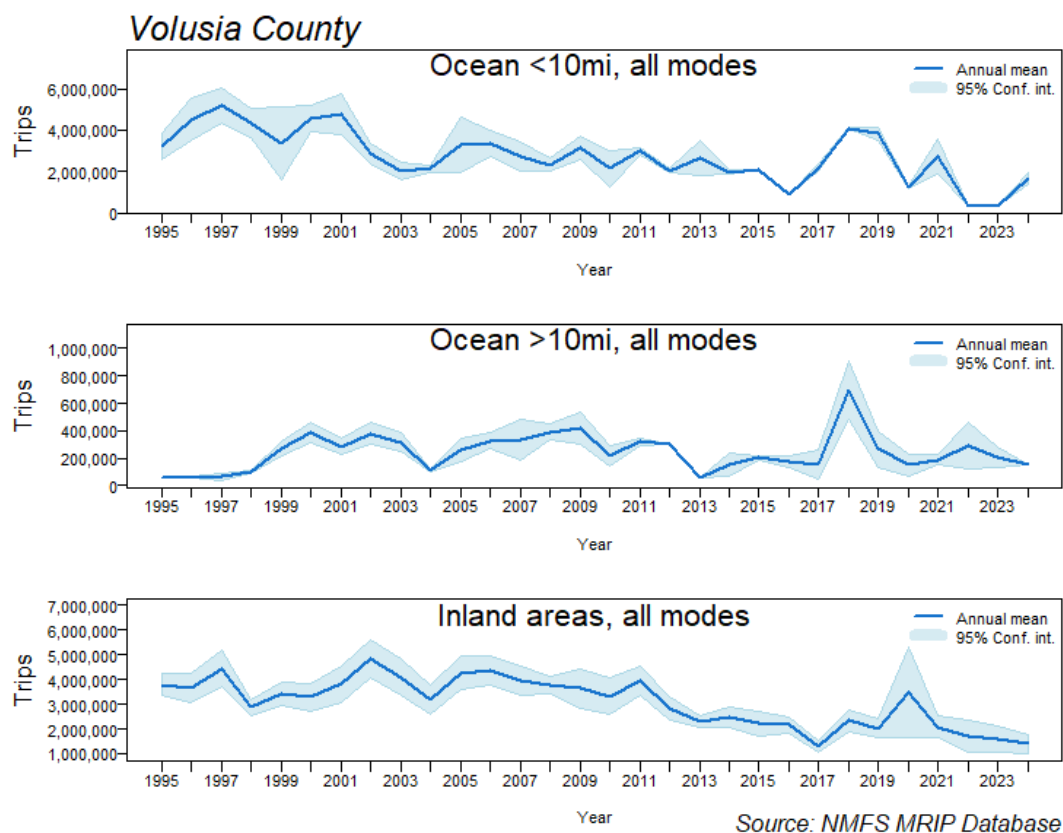 Volusia County
Ocean <10mi, all modes
Annual mean
95% Conf. int.
Trips
6,000,000
4,000,000
2,000,000
0
1995 1997 1999 2001 2003 2005 2007 2009 2011 2013 2015 2017 2019 2021 2023
Year
Ocean >10mi, all modes
Annual mean
95% Conf. int.
Trips
1,000,000
800,000
600,000
400,000
200,000
0
1995 1997 1999 2001 2003 2005 2007 2009 2011 2013 2015 2017 2019 2021 2023
Year
Inland areas, all modes
Annual mean
95% Conf. int.
Trips
7,000,000
6,000,000
5,000,000
4,000,000
3,000,000
2,000,000
1,000,000
1995 1997 1999 2001 2003 2005 2007 2009 2011 2013 2015 2017 2019 2021 2023
Year
Source: NMFS MRIP Database